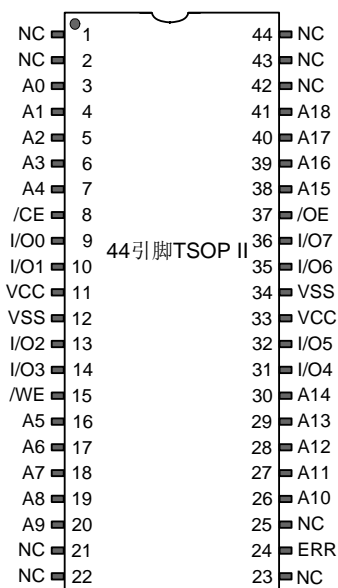 NC 1 44 NC
NC 2 43 NC
A0 3 42 NC
A1 4 41 A18
A2 5 40 A17
A3 6 39 A16
A4 7 38 A15
/CE 8 37 /OE
I/O0 9 36 I/O7
44引脚TSOP II
I/O1 10 35 I/O6
VCC 11 34 VSS
VSS 12 33 VCC
I/O2 13 32 I/O5
I/O3 14 31 I/O4
/WE 15 30 A14
A5 16 29 A13
A6 17 28 A12
A7 18 27 A11
A8 19 26 A10
A9 20 25 NC
NC 21 24 ERR
NC 22 23 NC